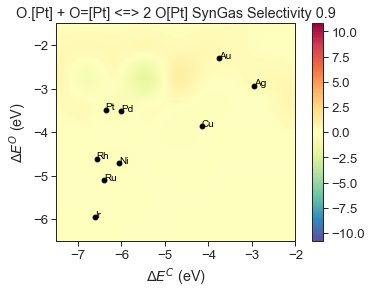 O.[Pt] + O=[Pt] <=> 2 O[Pt] SynGas Selectivity 0.9
10.0
7.5
5.0
2.5
0.0
−2.5
−5.0
−7.5
−10.0
−2
−3
−4
−5
−6
ΔE^O (eV)
Au
Ag
Pt
Pd
Cu
Rh
Ni
Ru
Ir
−7
−6
−5
−4
−3
−2
ΔE^C (eV)